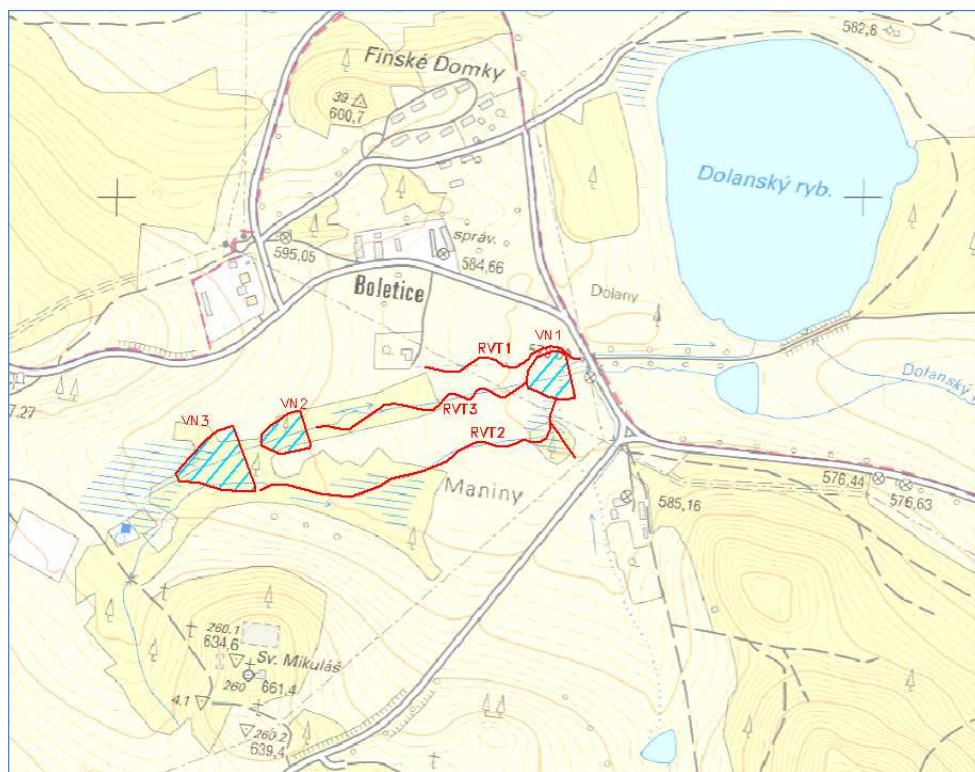 582,8
Finské Domky
39
600,7
Dolanský ryb.
správ.
595,05
584,66
Boletice
Dolany
VN1
RVT1
VN2
RVT3
VN3
RVT2
7.27
Maniny
576,44
576,63
585,16
260.1
634,6
Sv. Mikuláš
260
661,4
4.1
260.2
639,4